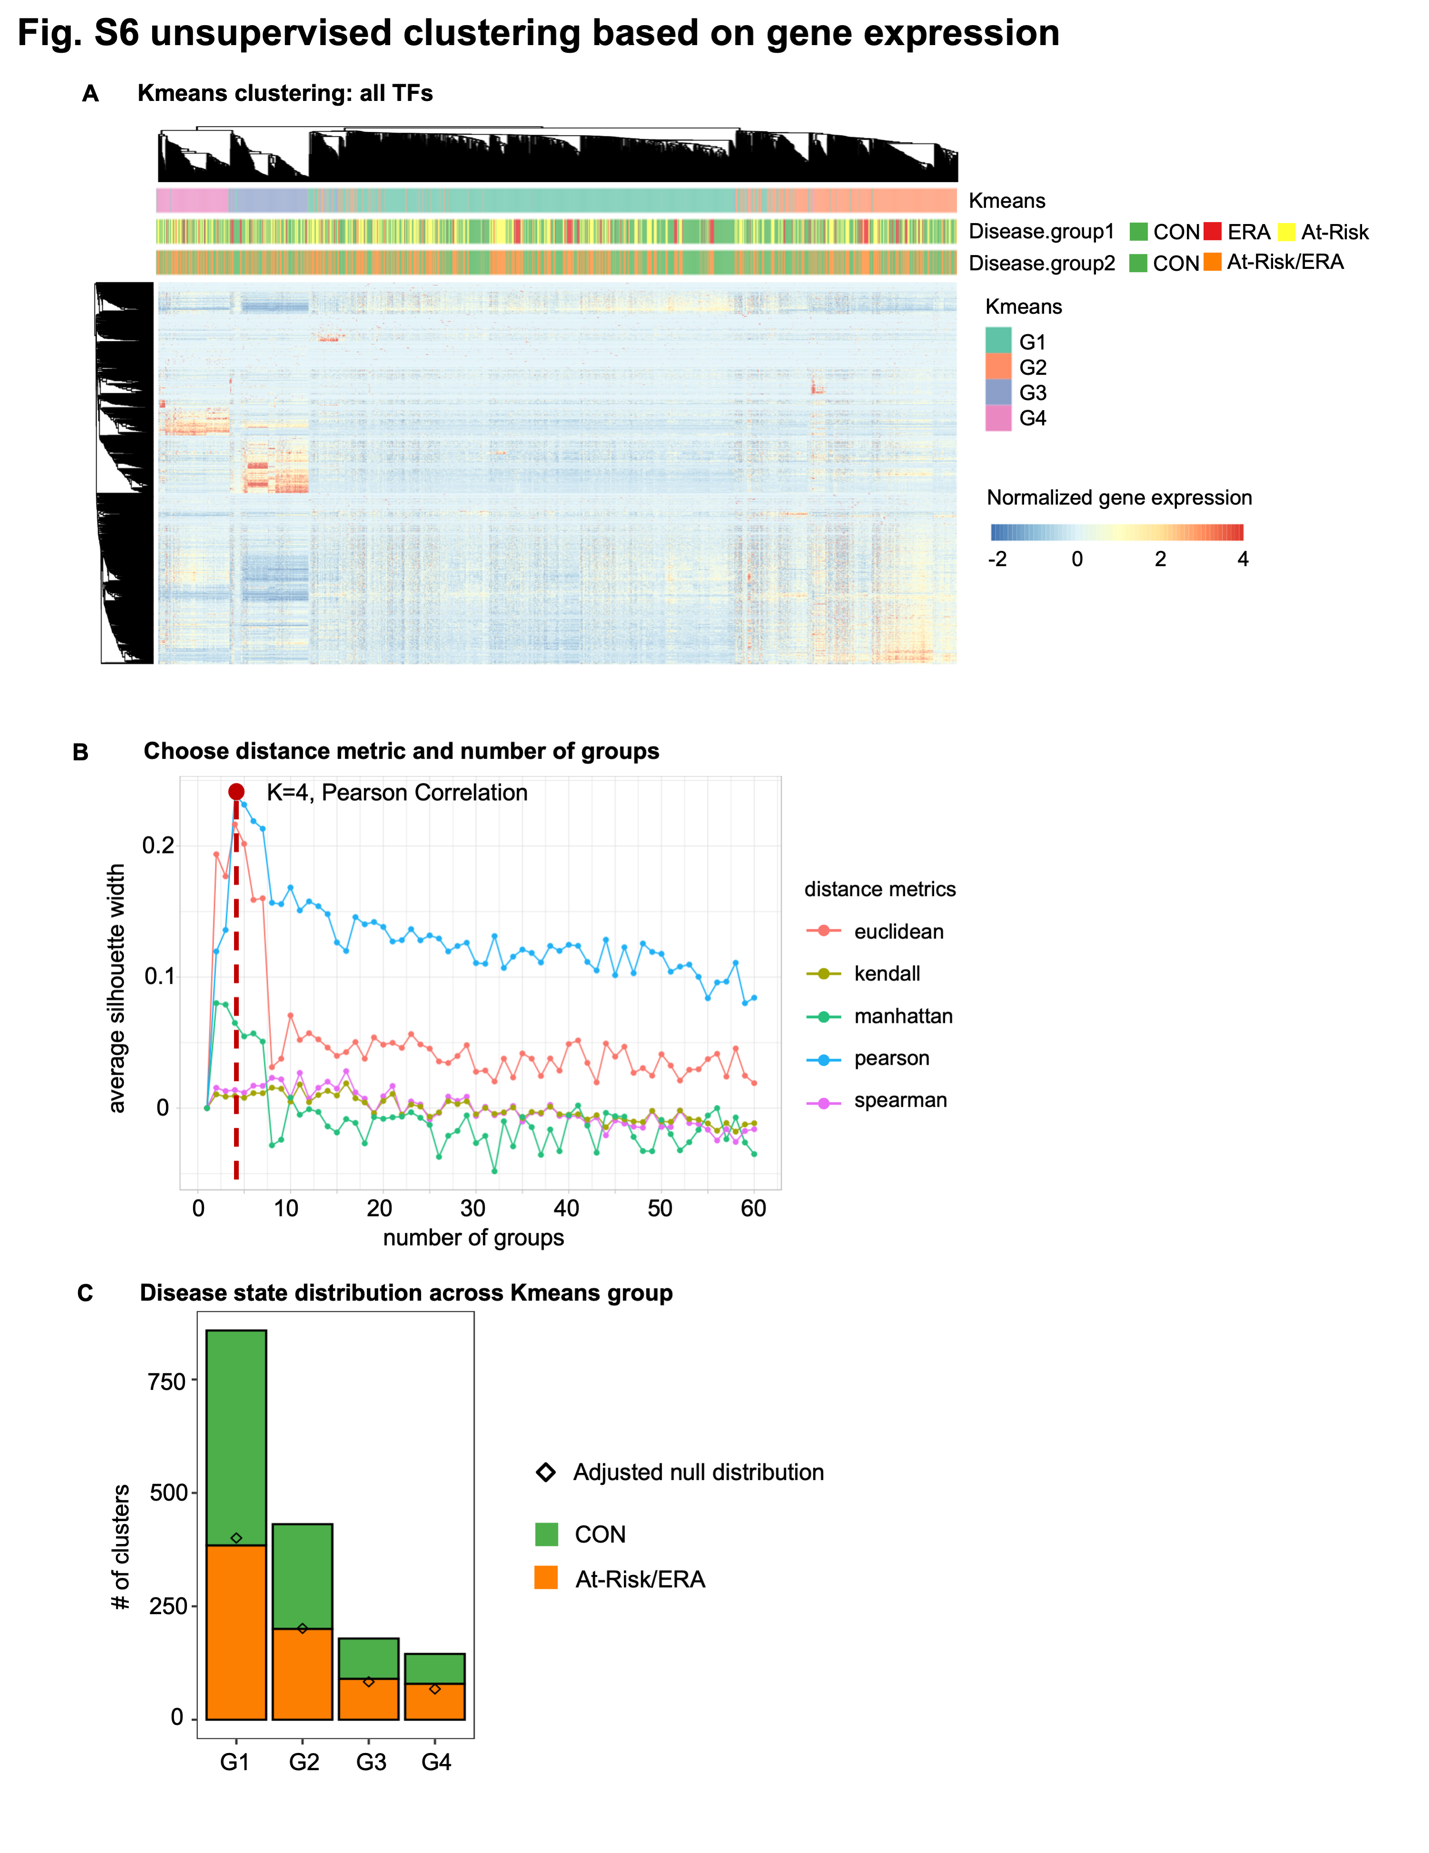 Fig. S6 unsupervised clustering based on gene expression
A Kmeans clustering: all TFs
Kmeans
Disease.group1 CON ERA At-Risk
Disease.group2 CON At-Risk/ERA
Kmeans
G1
G2
G3
G4
Normalized gene expression
-2 0 2 4
B Choose distance metric and number of groups
K=4, Pearson Correlation
0.2
0.1
0
average silhouette width
0 10 20 30 40 50 60
number of groups
distance metrics
euclidean
kendall
manhattan
pearson
spearman
C Disease state distribution across Kmeans group
750
500
250
0
# of clusters
G1 G2 G3 G4
Adjusted null distribution
CON
At-Risk/ERA